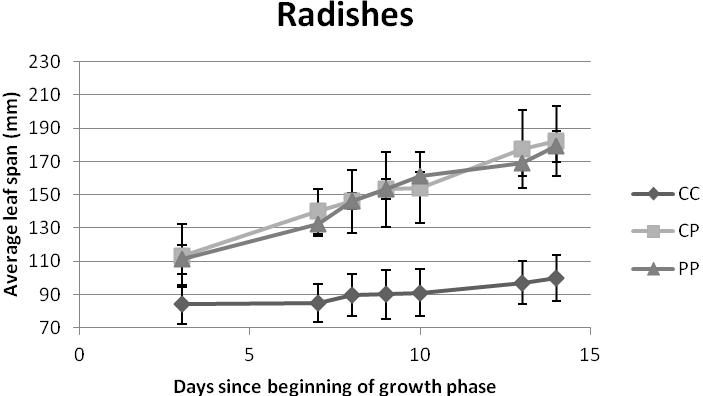 Radishes
Average leaf span (mm)
230
210
190
170
150
130
110
90
70
0 5 10 15
Days since beginning of growth phase
CC
CP
PP